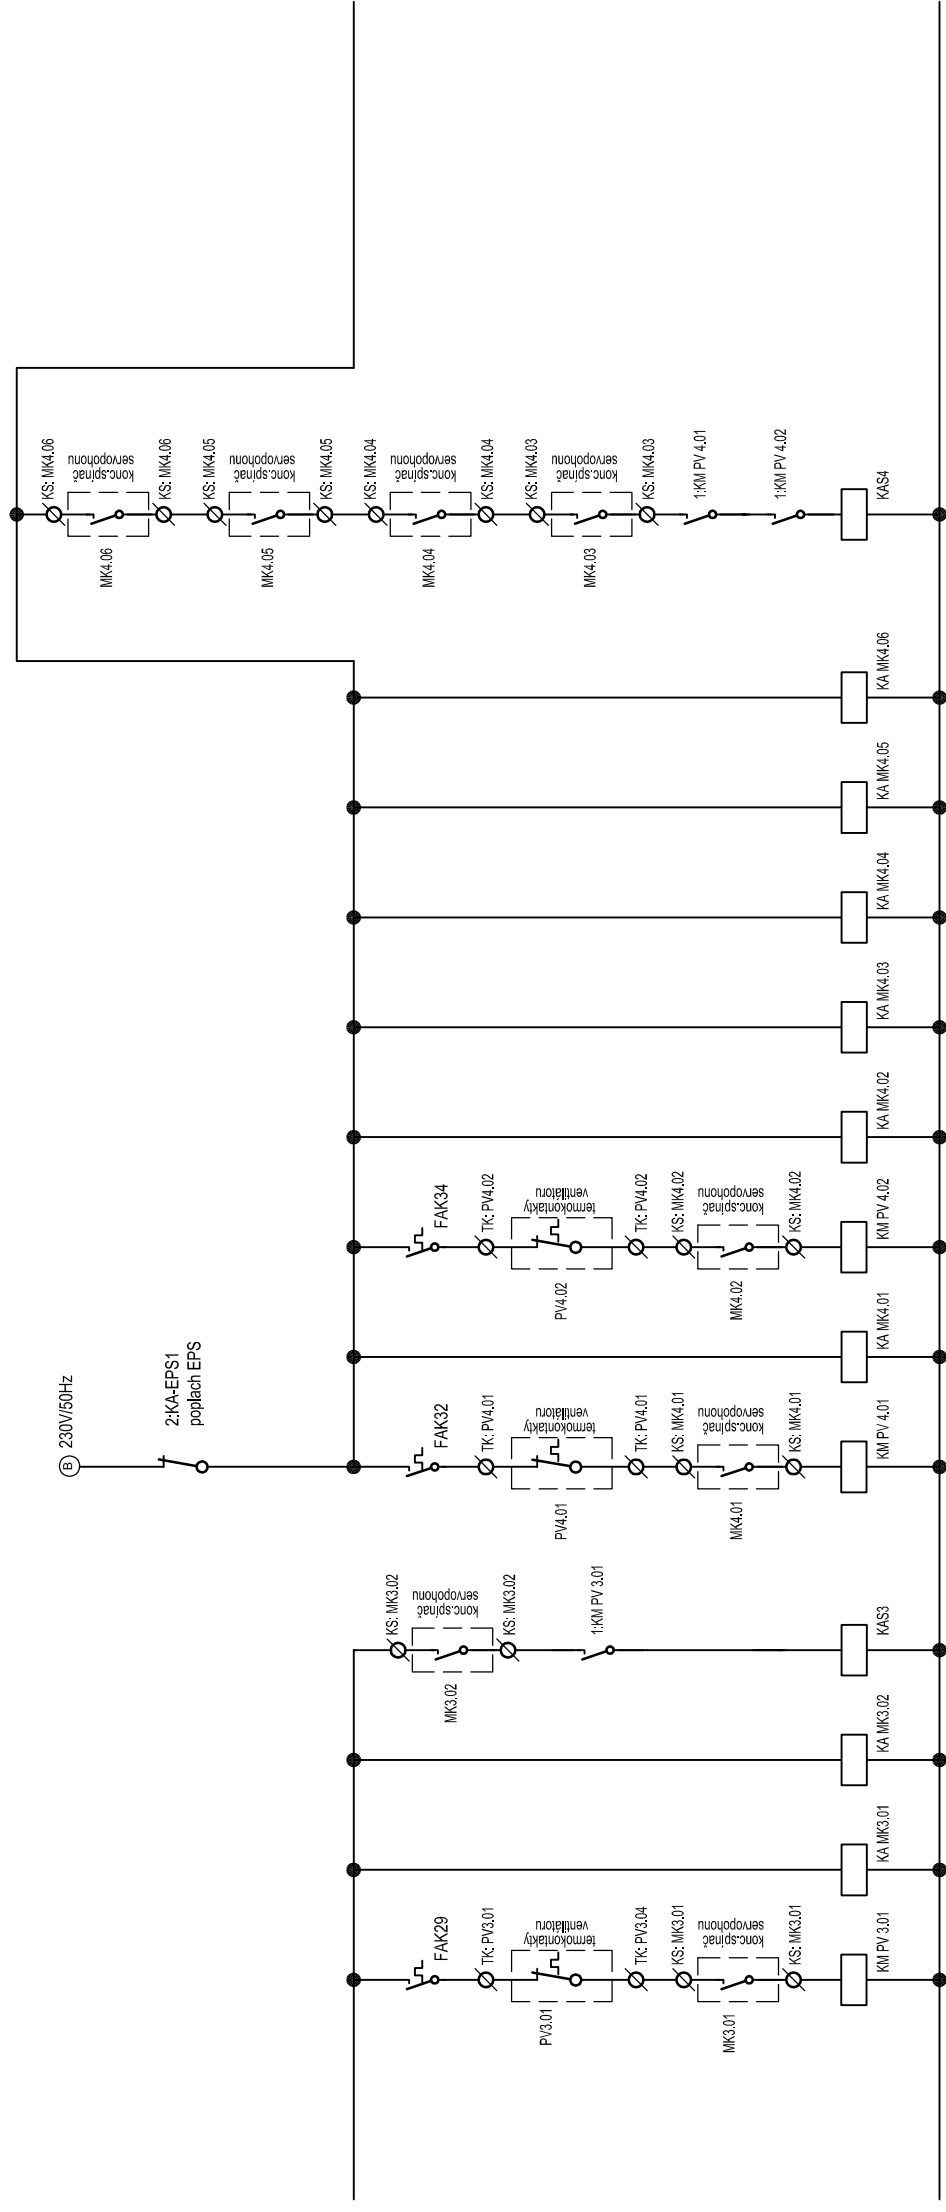 KS: MK4.06
konc.spínač
servopohonu
MK4.06
KS: MK4.06
KS: MK4.05
konc.spínač
servopohonu
MK4.05
KS: MK4.05
KS: MK4.04
konc.spínač
servopohonu
MK4.04
KS: MK4.04
KS: MK4.03
konc.spínač
servopohonu
MK4.03
KS: MK4.03
1:KM PV 4.01
1:KM PV 4.02
KAS4
KA MK4.06
KA MK4.05
KA MK4.04
KA MK4.03
KA MK4.02
FAK34
TK: PV4.02
termokontakty
ventilátoru
PV4.02
TK: PV4.02
KS: MK4.02
konc.spínač
servopohonu
MK4.02
KS: MK4.02
KM PV 4.02
KA MK4.01
B
230V/50Hz
2:KA-EPS1
poplach EPS
FAK32
TK: PV4.01
termokontakty
ventilátoru
PV4.01
TK: PV4.01
KS: MK4.01
konc.spínač
servopohonu
MK4.01
KS: MK4.01
KM PV 4.01
KS: MK3.02
konc.spínač
servopohonu
MK3.02
KS: MK3.02
1:KM PV 3.01
KAS3
KA MK3.02
KA MK3.01
FAK29
TK: PV3.01
termokontakty
ventilátoru
PV3.01
TK: PV3.04
KS: MK3.01
konc.spínač
servopohonu
MK3.01
KS: MK3.01
KM PV 3.01